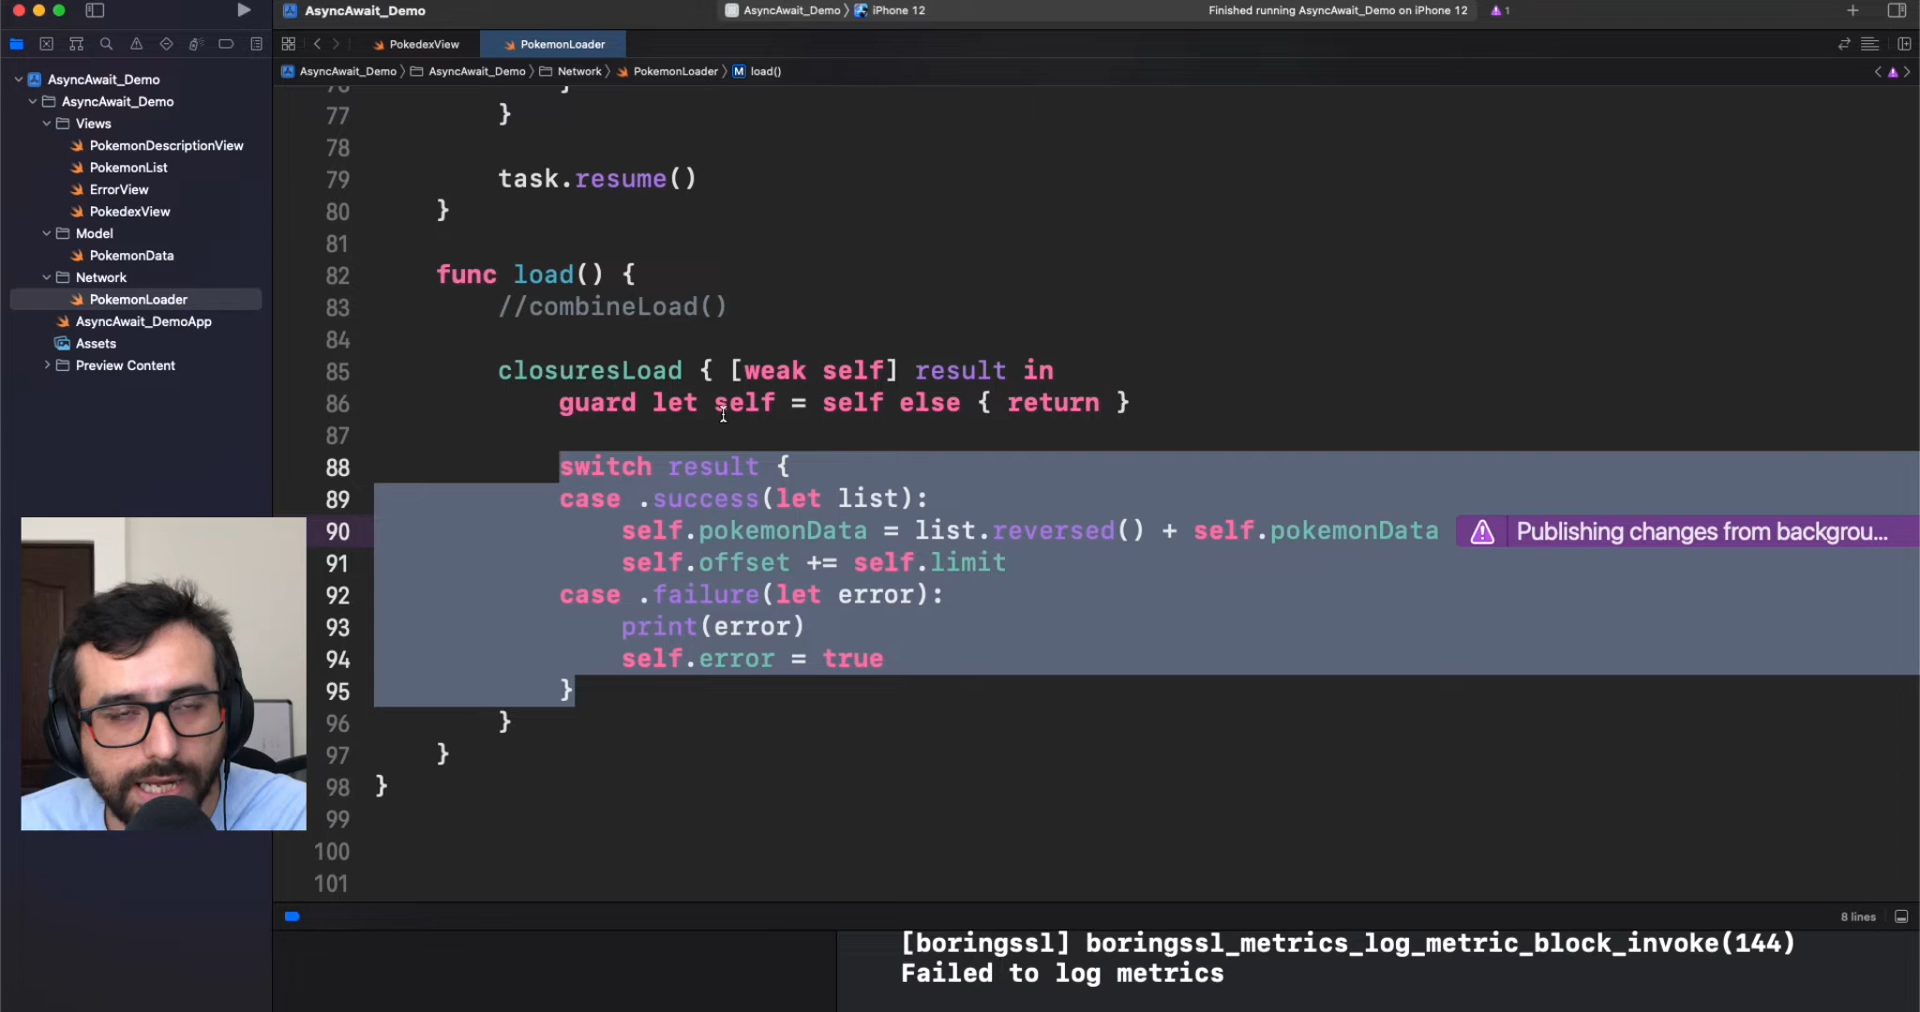 AsyncAwait_Demo
AsyncAwait_Demo 〉 iPhone 12
Finished running AsyncAwait_Demo on iPhone 12
1
PokedexView
PokemonLoader
AsyncAwait_Demo 〉 AsyncAwait_Demo 〉 Network 〉 PokemonLoader 〉 M load()
AsyncAwait_Demo
AsyncAwait_Demo
Views
PokemonDescriptionView
PokemonList
ErrorView
PokedexView
Model
PokemonData
Network
PokemonLoader
AsyncAwait_DemoApp
Assets
Preview Content
76 }
77 }
78
79 task.resume()
80 }
81
82 func load() {
83 //combineLoad()
84
85 closuresLoad { [weak self] result in
86 guard let self = self else { return }
87
88 switch result {
89 case .success(let list):
90 self.pokemonData = list.reversed() + self.pokemonData
Publishing changes from backgrou...
91 self.offset += self.limit
92 case .failure(let error):
93 print(error)
94 self.error = true
95 }
96 }
97 }
98 }
99
100
101
8 lines
[boringssl] boringssl_metrics_log_metric_block_invoke(144)
Failed to log metrics